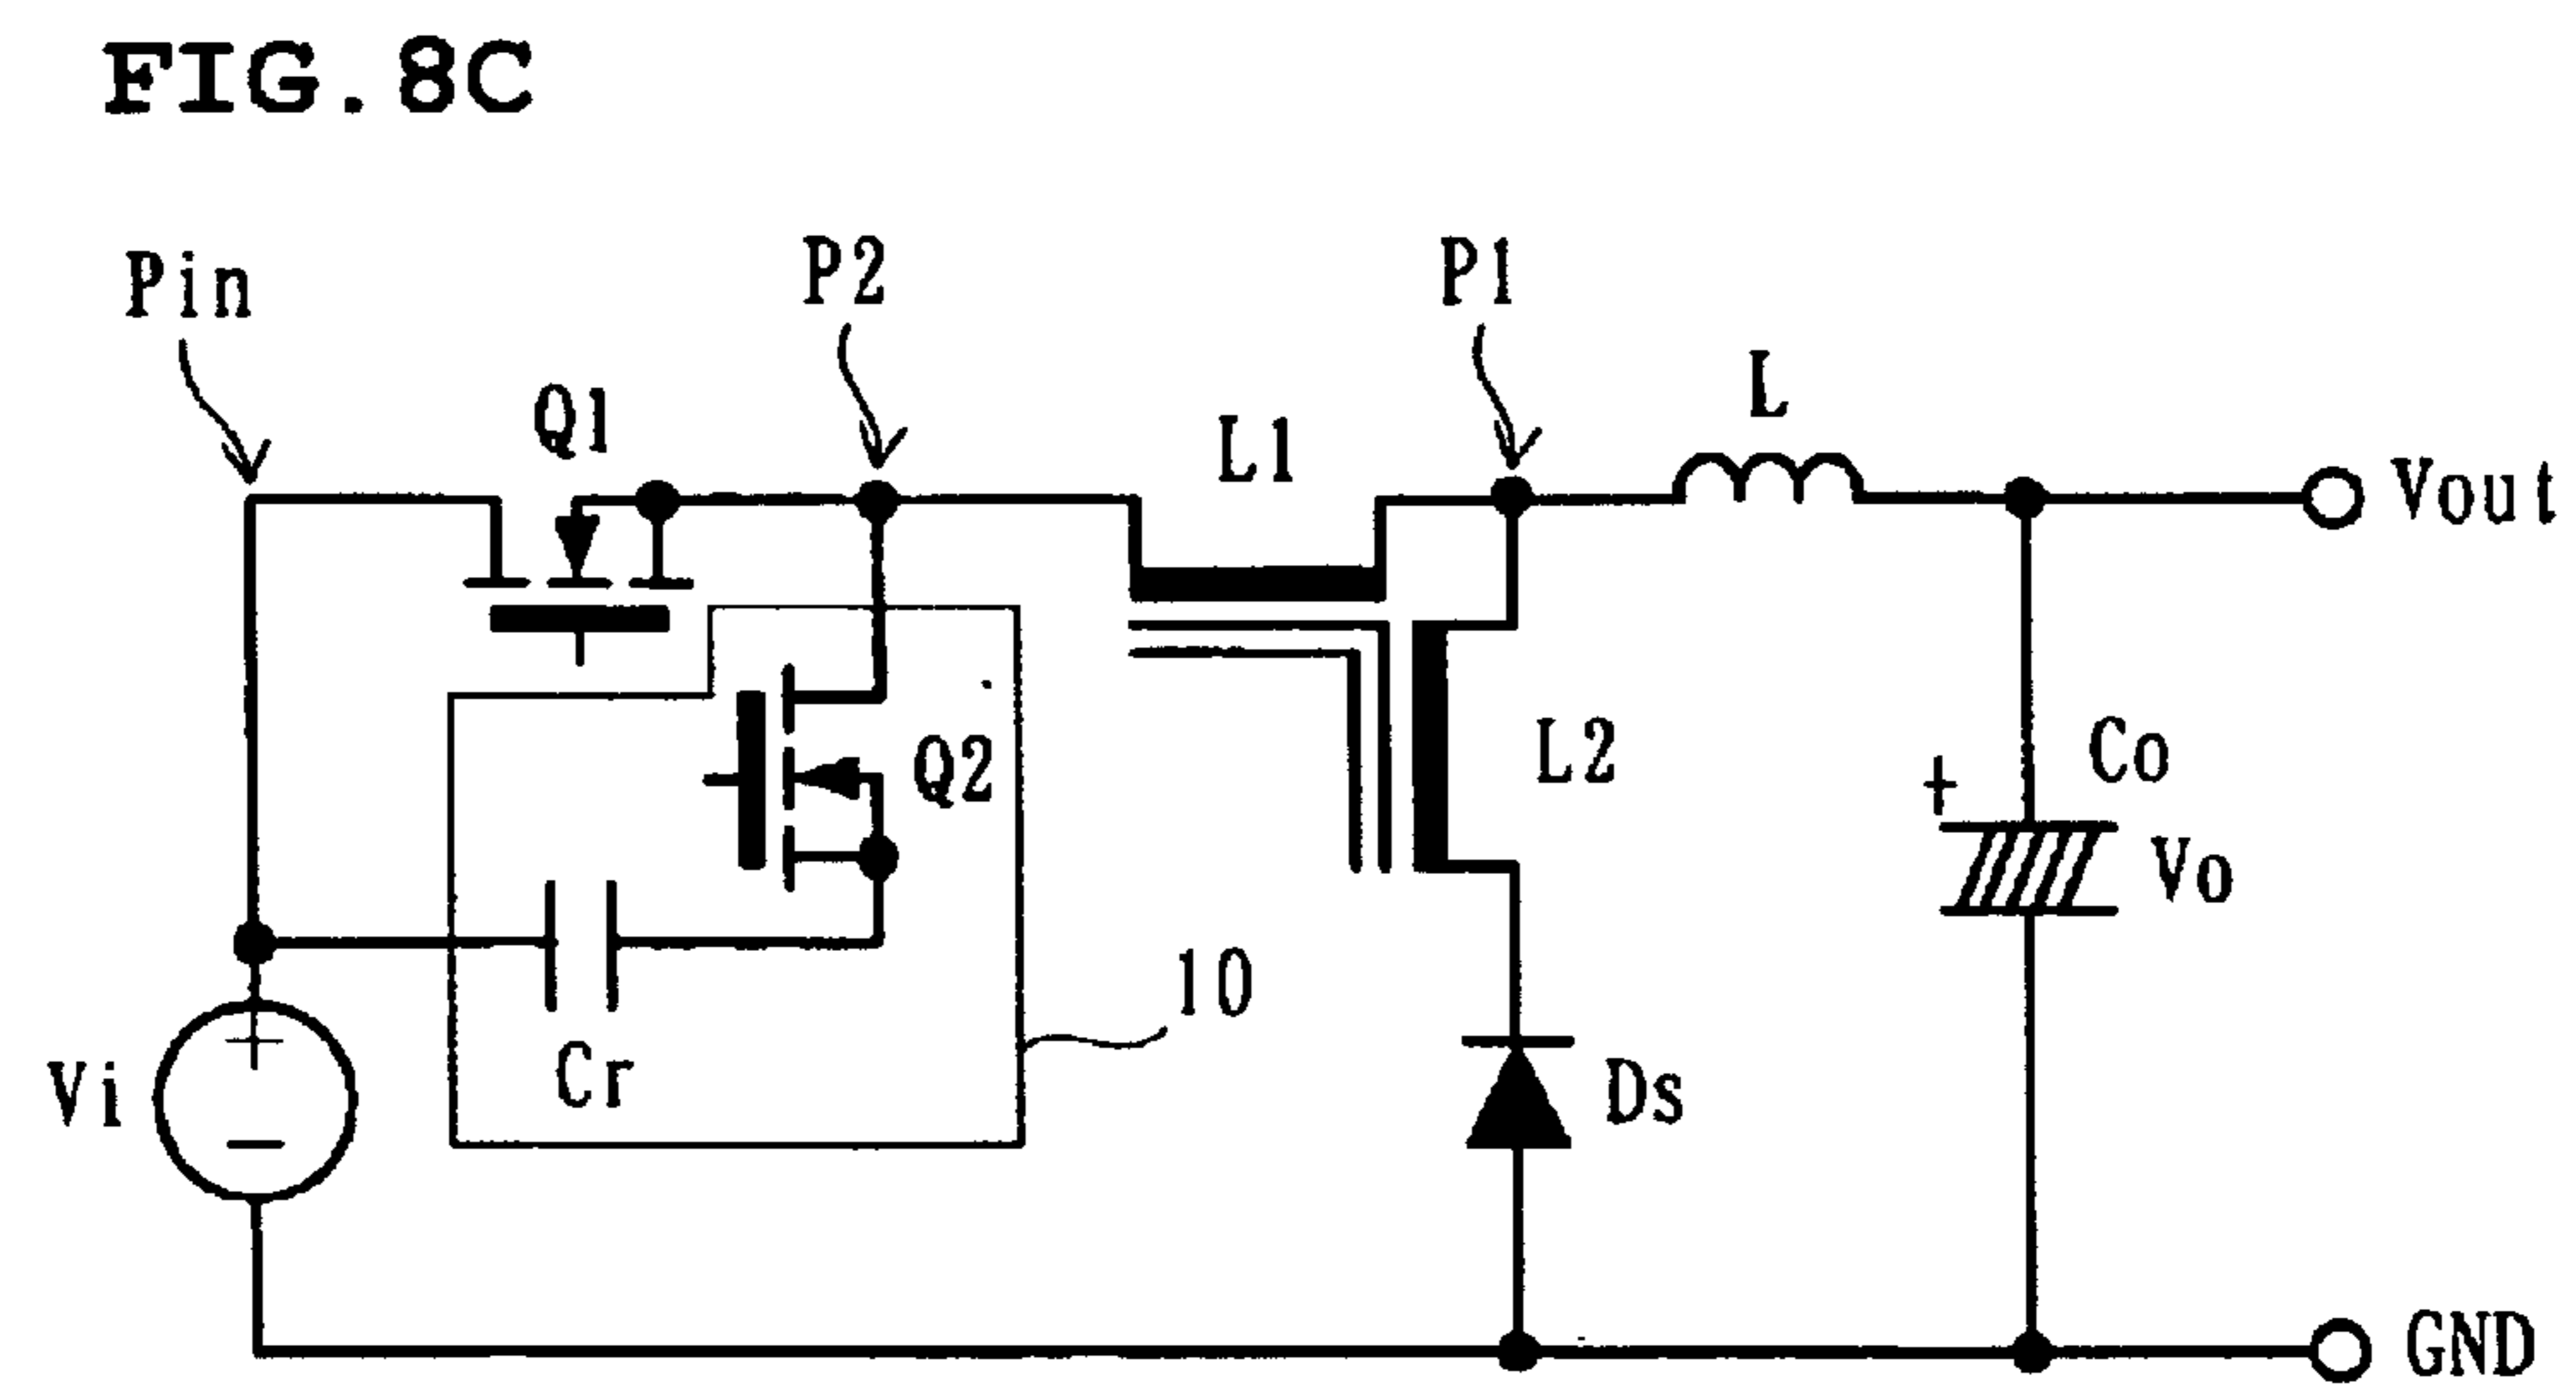 FIG.8C
Pin
P2
P1
Q1
L1
L
Vout
Q2
L2
Co
+
Vo
10
Cr
Vi
+
−
Ds
GND